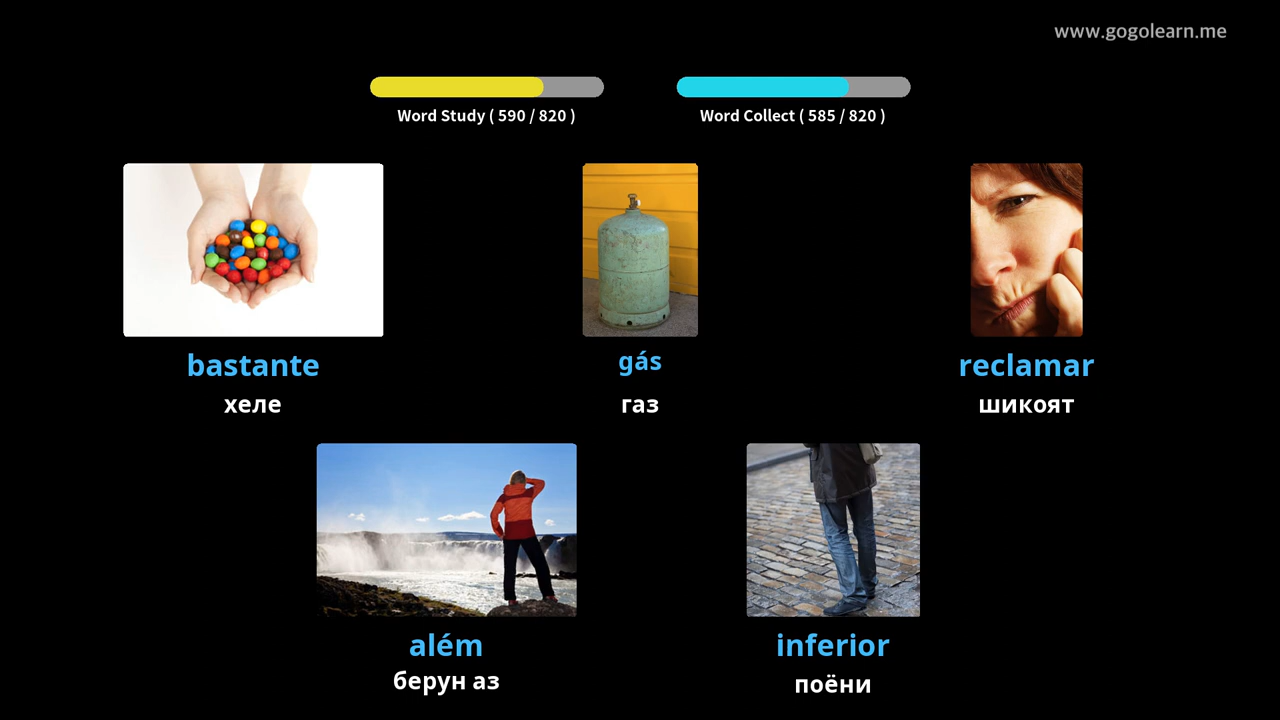 www.gogolearn.me
Word Study ( 590 / 820 )
Word Collect ( 585 / 820 )
bastante
хеле
gás
газ
reclamar
шикоят
além
берун аз
inferior
поёни